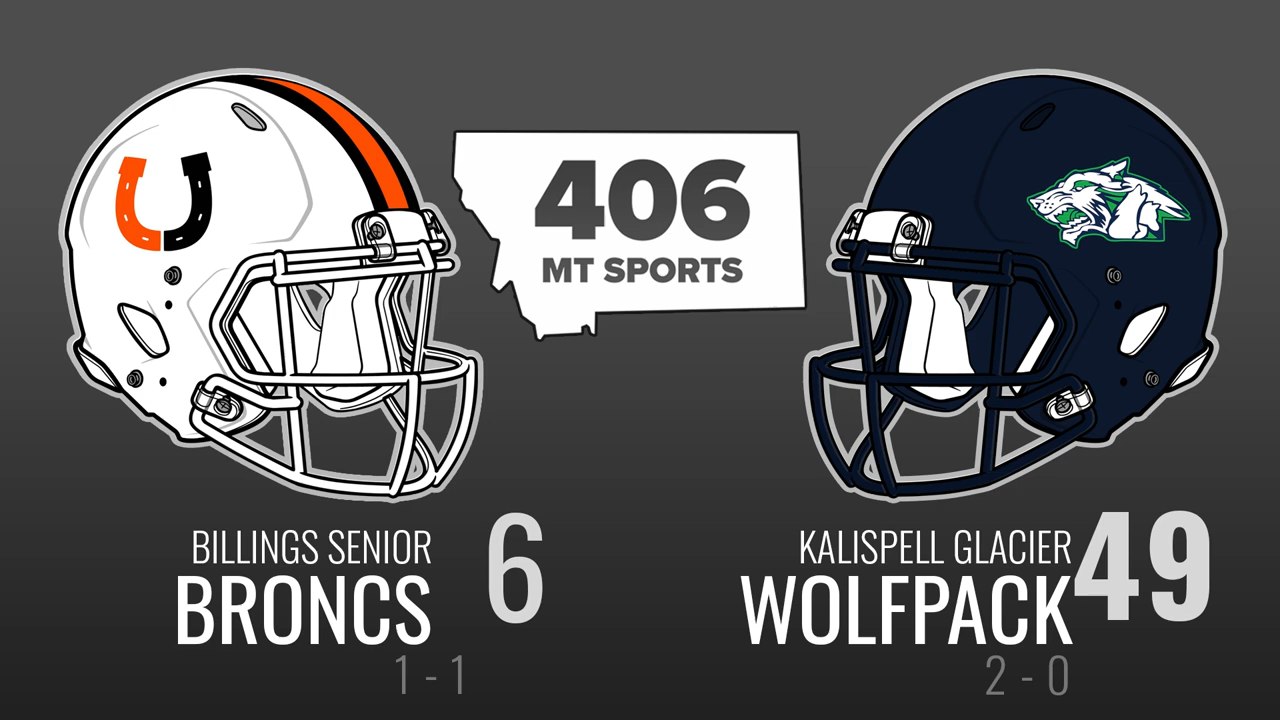 406
MT SPORTS
BILLINGS SENIOR
BRONCS
6
1 - 1
KALISPELL GLACIER
WOLFPACK
49
2 - 0